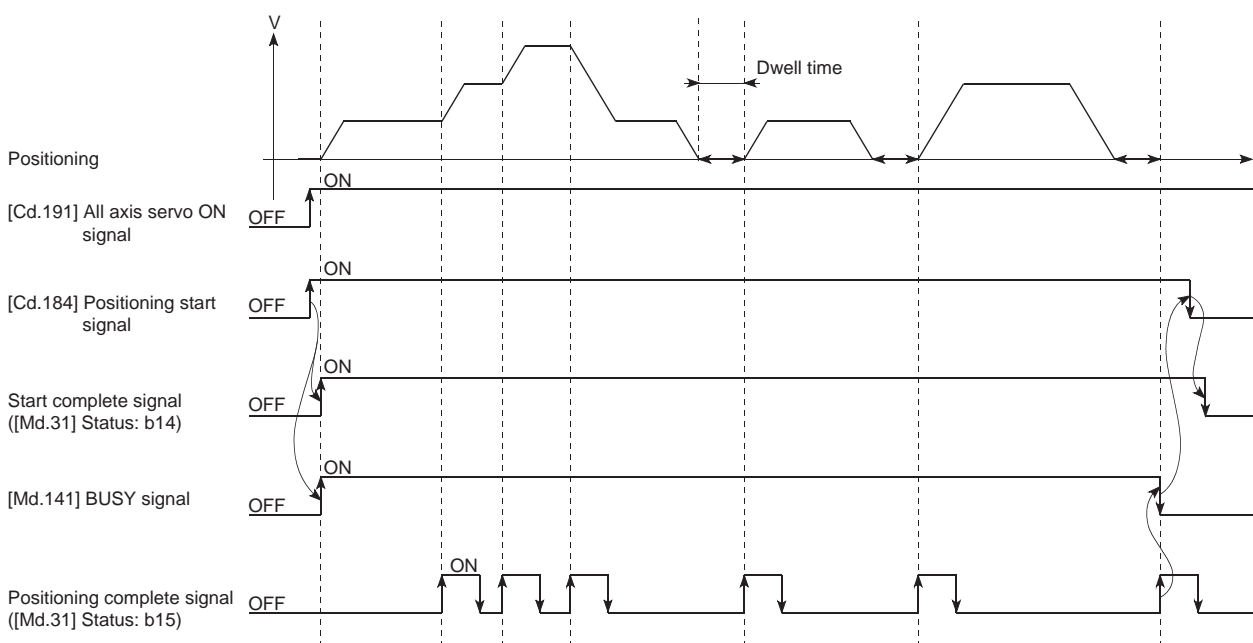 V
Dwell time
Positioning
ON
[Cd.191] All axis servo ON
signal
OFF
ON
[Cd.184] Positioning start
signal
OFF
ON
Start complete signal
([Md.31] Status: b14)
OFF
ON
[Md.141] BUSY signal
OFF
ON
Positioning complete signal
([Md.31] Status: b15)
OFF